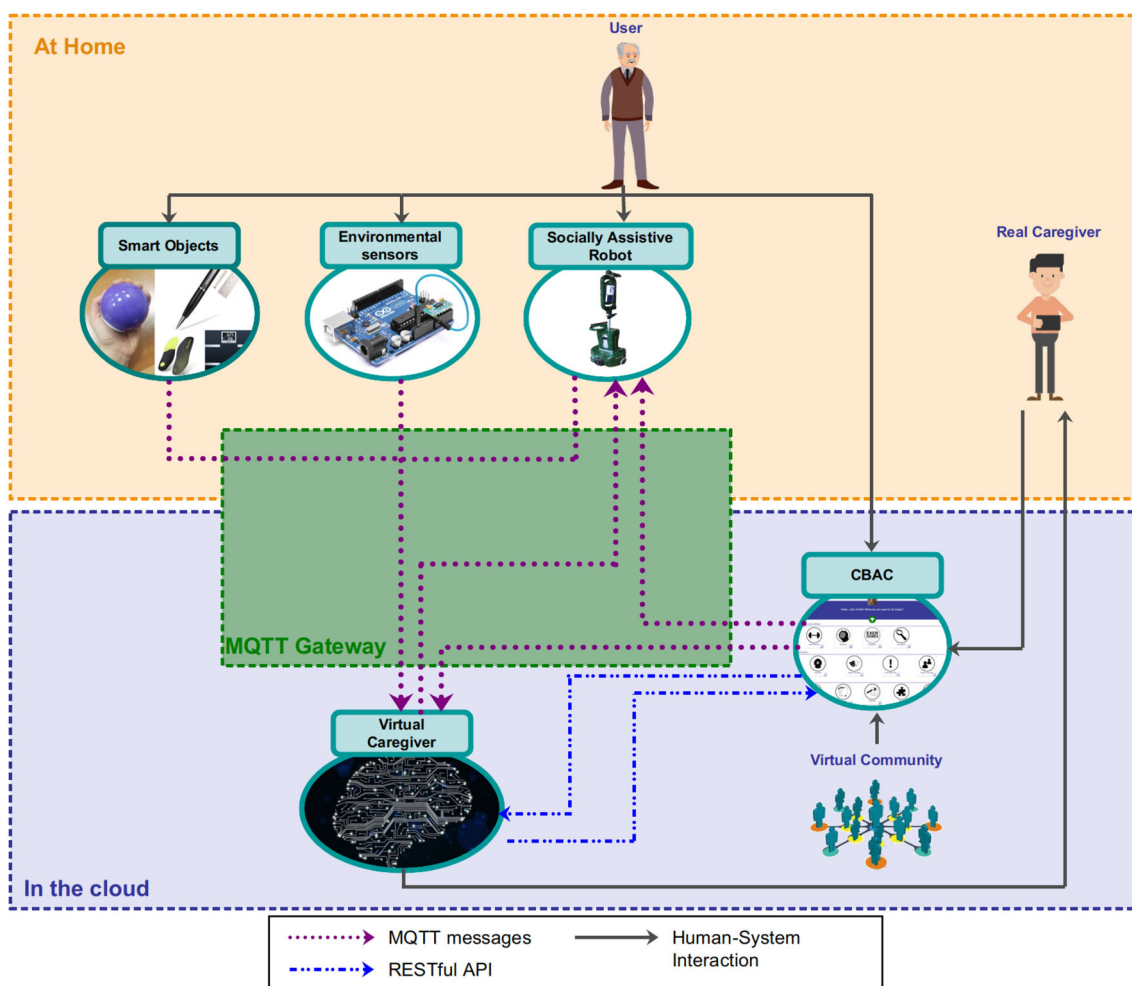 At Home
User
Smart Objects
Environmental
sensors
Socially Assistive
Robot
Real Caregiver
MQTT Gateway
CBAC
Virtual
Caregiver
Virtual Community
In the cloud
MQTT messages
RESTful API
Human-System
Interaction